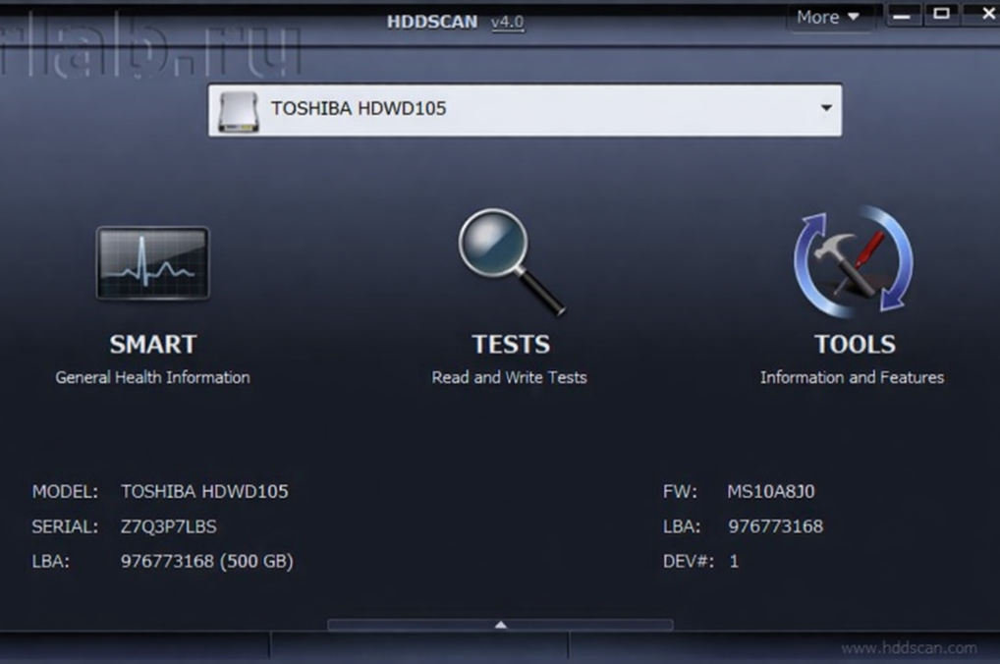 HDDSCAN v4.0
More
rlab.ru
TOSHIBA HDWD105
SMART
General Health Information
TESTS
Read and Write Tests
TOOLS
Information and Features
MODEL: TOSHIBA HDWD105
SERIAL: Z7Q3P7LBS
LBA: 976773168 (500 GB)
FW: MS10A8J0
LBA: 976773168
DEV#: 1
www.hddscan.com